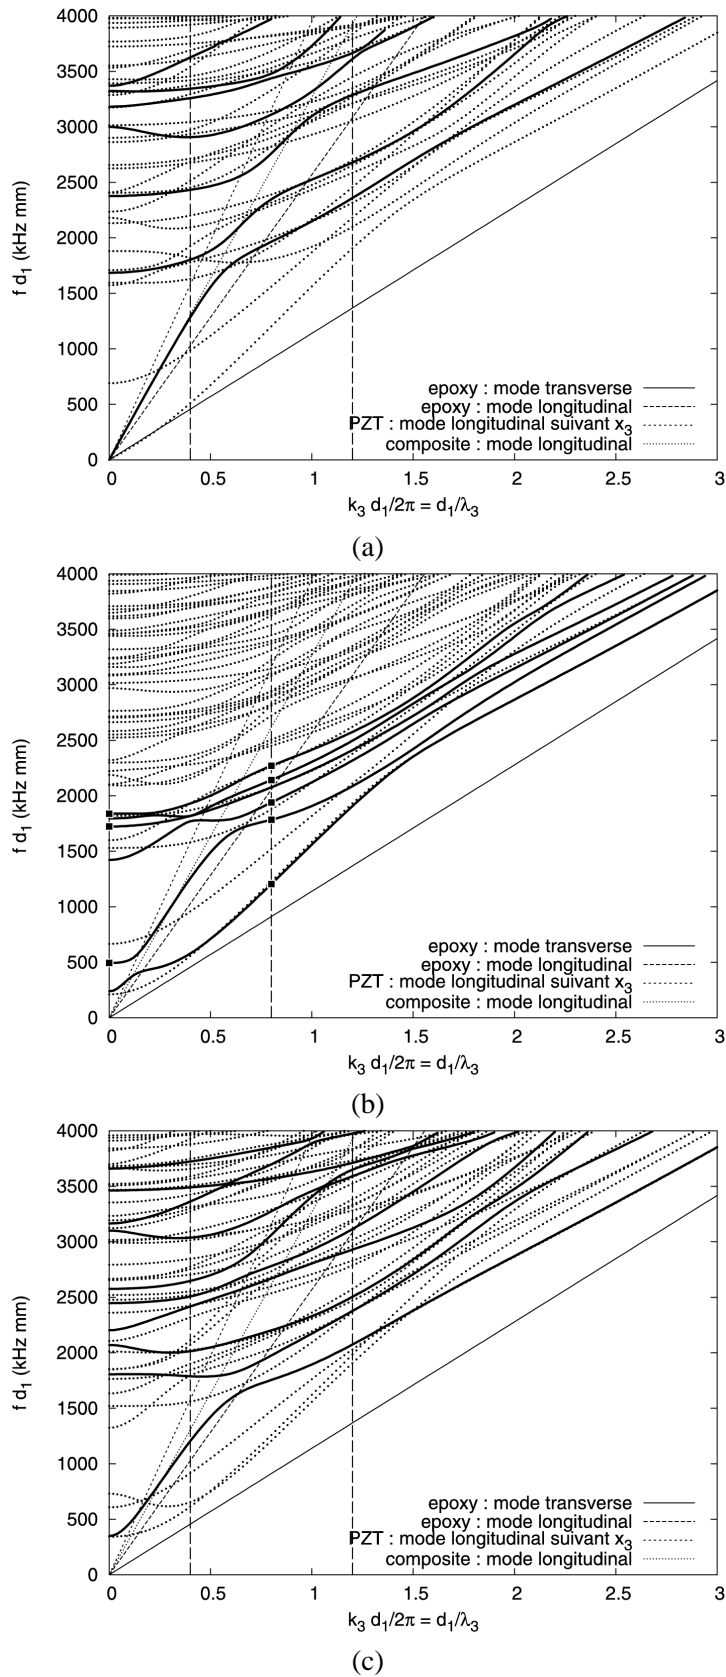 4000
3500
3000
2500
2000
1500
1000
500
0
f d1 (kHz mm)
epoxy : mode transverse
epoxy : mode longitudinal
PZT : mode longitudinal suivant x3
composite : mode longitudinal
0 0.5 1 1.5 2 2.5 3
k3 d1/2π = d1/λ3
(a)
4000
3500
3000
2500
2000
1500
1000
500
0
f d1 (kHz mm)
epoxy : mode transverse
epoxy : mode longitudinal
PZT : mode longitudinal suivant x3
composite : mode longitudinal
0 0.5 1 1.5 2 2.5 3
k3 d1/2π = d1/λ3
(b)
4000
3500
3000
2500
2000
1500
1000
500
0
f d1 (kHz mm)
epoxy : mode transverse
epoxy : mode longitudinal
PZT : mode longitudinal suivant x3
composite : mode longitudinal
0 0.5 1 1.5 2 2.5 3
k3 d1/2π = d1/λ3
(c)